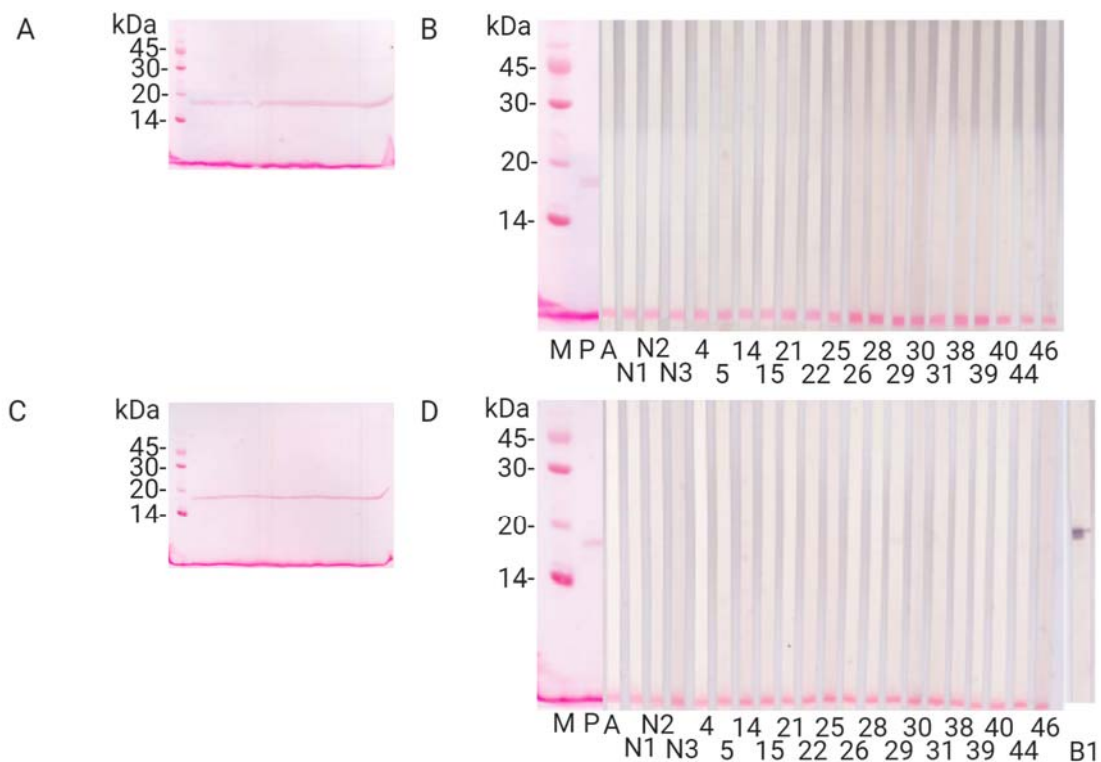 A
kDa
45-
30-
20-
14-
B
kDa
45-
30-
20-
14-
M P A N2 4 14 21 25 28 30 38 40 46
N1 N3 5 15 22 26 29 31 39 44
C
kDa
45-
30-
20-
14-
D
kDa
45-
30-
20-
14-
M P A N2 4 14 21 25 28 30 38 40 46
N1 N3 5 15 22 26 29 31 39 44 B1